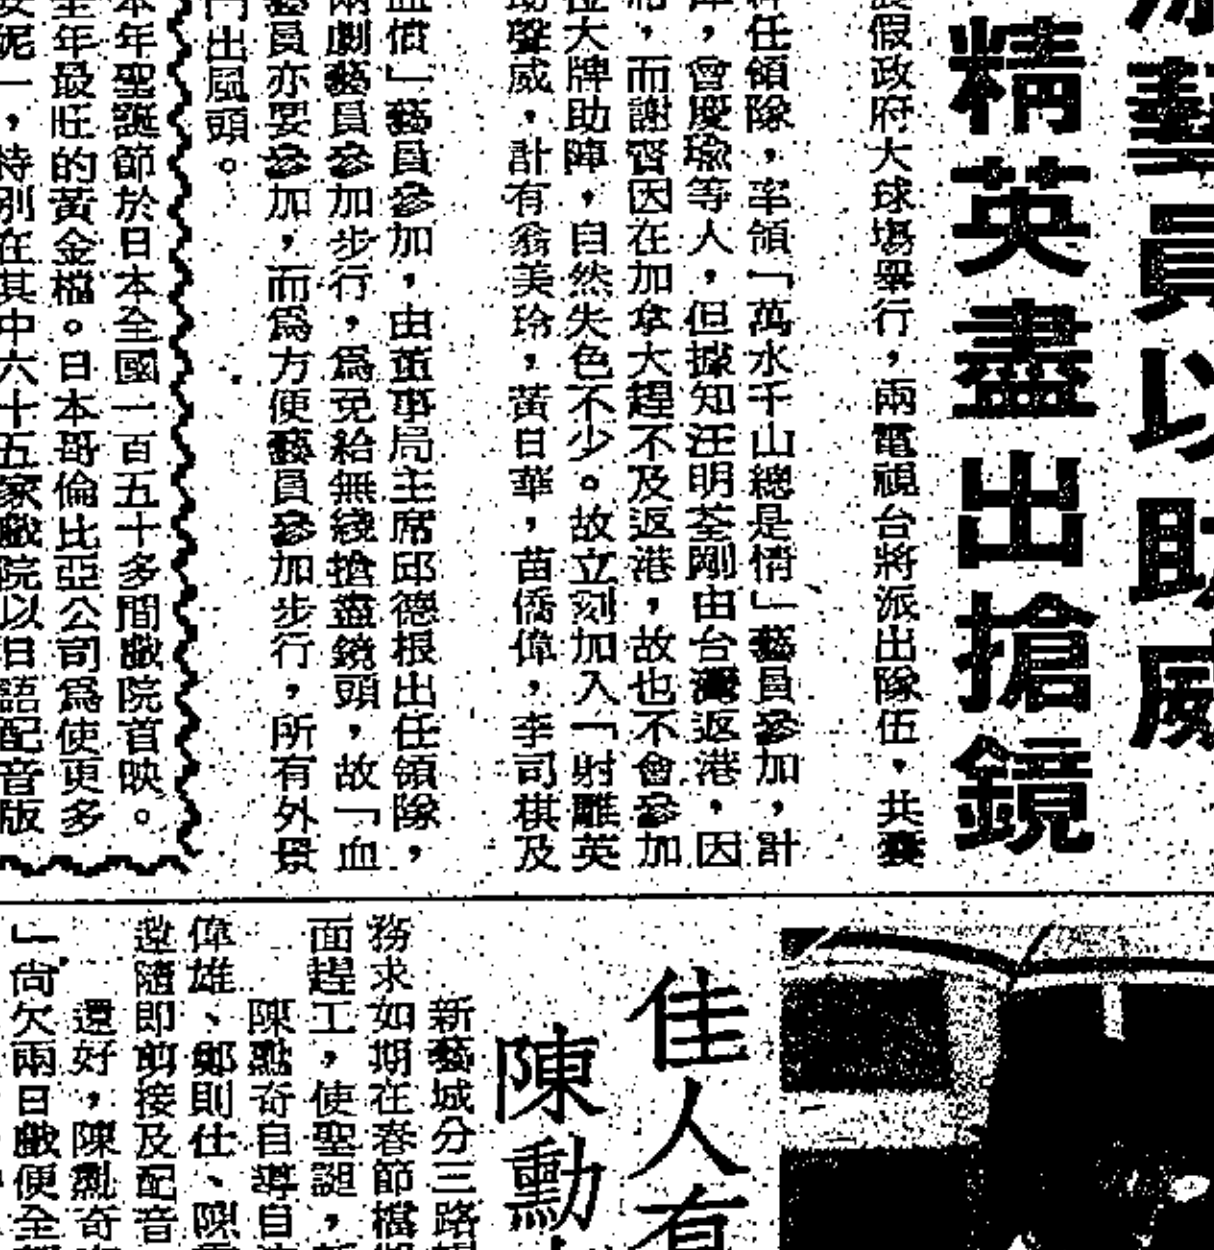 藝員以助威
精英盡出搶鏡
假政府大球場舉行，兩電視台將派出隊伍，共襄
任領隊，率領「萬水千山總是情」藝員參加，計
，曾慶瑜等人，但據知汪明荃剛由台灣返港，因
，而謝賢因在加拿大趕不及返港，故也不會參加
大牌助陣，自然失色不少。故立刻加入「射雕英
聲威，計有翁美玲，黃日華，苗僑偉，李司棋及
血債」藝員參加，由董事局主席邱德根出任領隊，
兩劇藝員參加步行，為免給無綫搶盡鏡頭，故「血
藝員亦要參加，而為方便藝員參加步行，所有外景
出風頭。
本年聖誕節於日本全國一百五十多間戲院首映。
全年最旺的黃金檔。日本哥倫比亞公司為使更多
妮一，特別在其中六十五家戲院以日語配音版
佳人有
陳勳
新藝城分三路
務求如期在春節檔
面趕工，使聖誕，
陳勳奇自導自
偉雄、鄭則仕、陳
隨即剪接及配音
還好，陳勳奇
」尚欠兩日戲便全